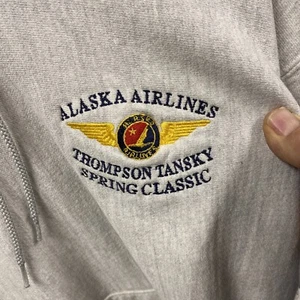 ALASKA AIRLINES
THOMPSON TANSKY
SPRING CLASSIC